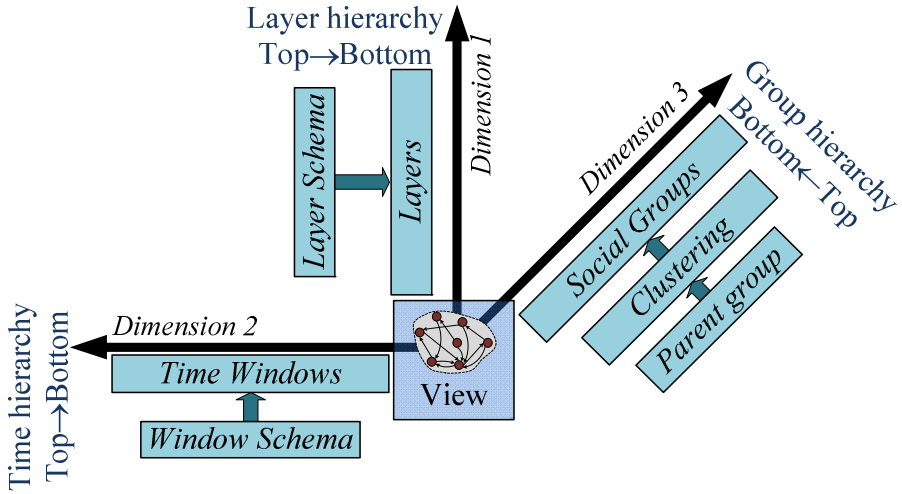 Layer hierarchy
Top→Bottom
Dimension 1
Layer Schema
Layers
Dimension 3
Group hierarchy
Bottom←Top
Social Groups
Clustering
Parent group
Time hierarchy
Top→Bottom
Dimension 2
Time Windows
Window Schema
View